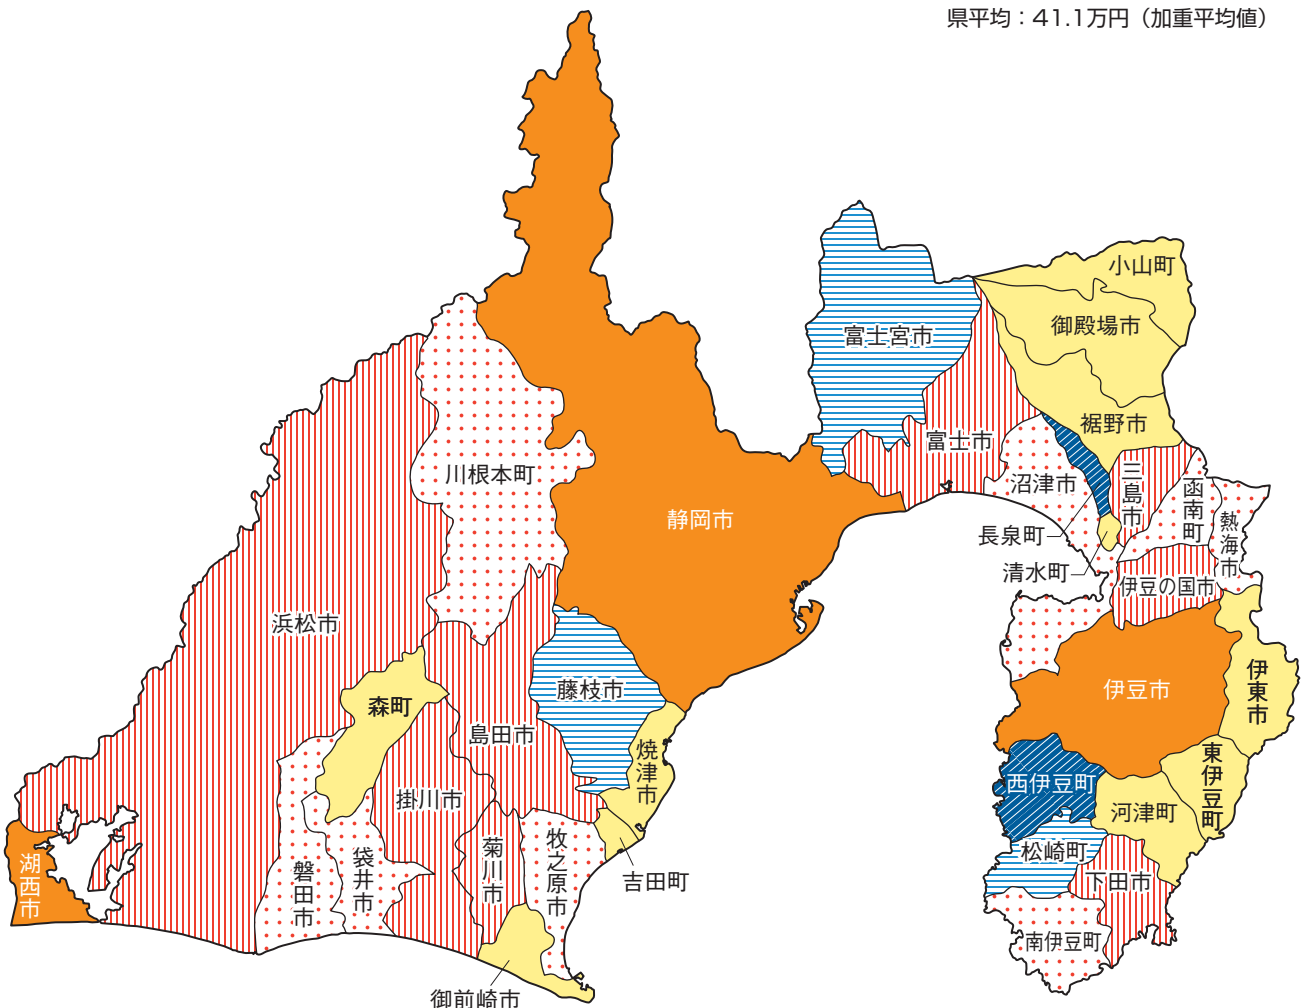 県平均：41.1万円（加重平均値）
小山町
御殿場市
富士宮市
裾野市
富士市
三島市
函南町
沼津市
熱海市
川根本町
静岡市
長泉町
清水町
伊豆の国市
浜松市
藤枝市
伊豆市
伊東市
森町
島田市
焼津市
東伊豆町
西伊豆町
掛川市
河津町
菊川市
牧之原市
松崎町
湖西市
磐田市
袋井市
吉田町
下田市
南伊豆町
御前崎市